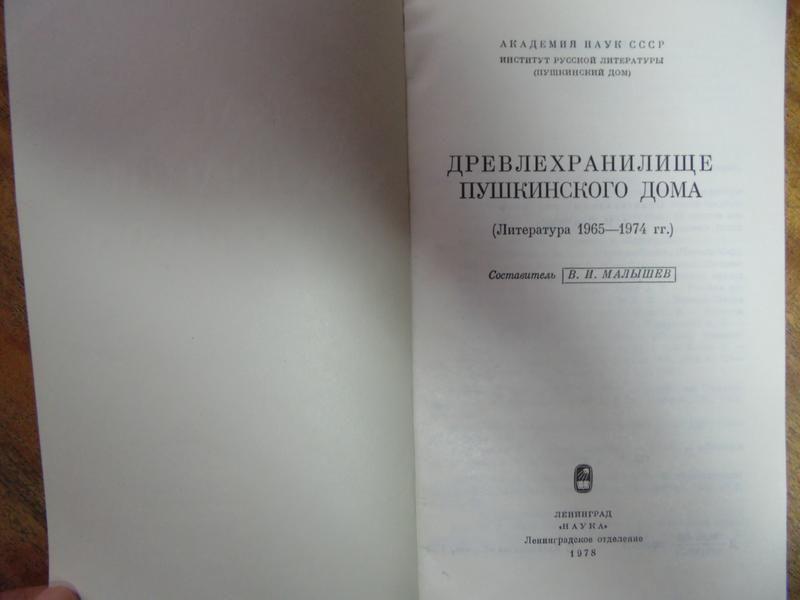 АКАДЕМИЯ НАУК СССР
ИНСТИТУТ РУССКОЙ ЛИТЕРАТУРЫ
(ПУШКИНСКИЙ ДОМ)
ДРЕВЛЕХРАНИЛИЩЕ
ПУШКИНСКОГО ДОМА
(Литература 1965—1974 гг.)
Составитель В. И. МАЛЫШЕВ
ЛЕНИНГРАД
«НАУКА»
Ленинградское отделение
1978